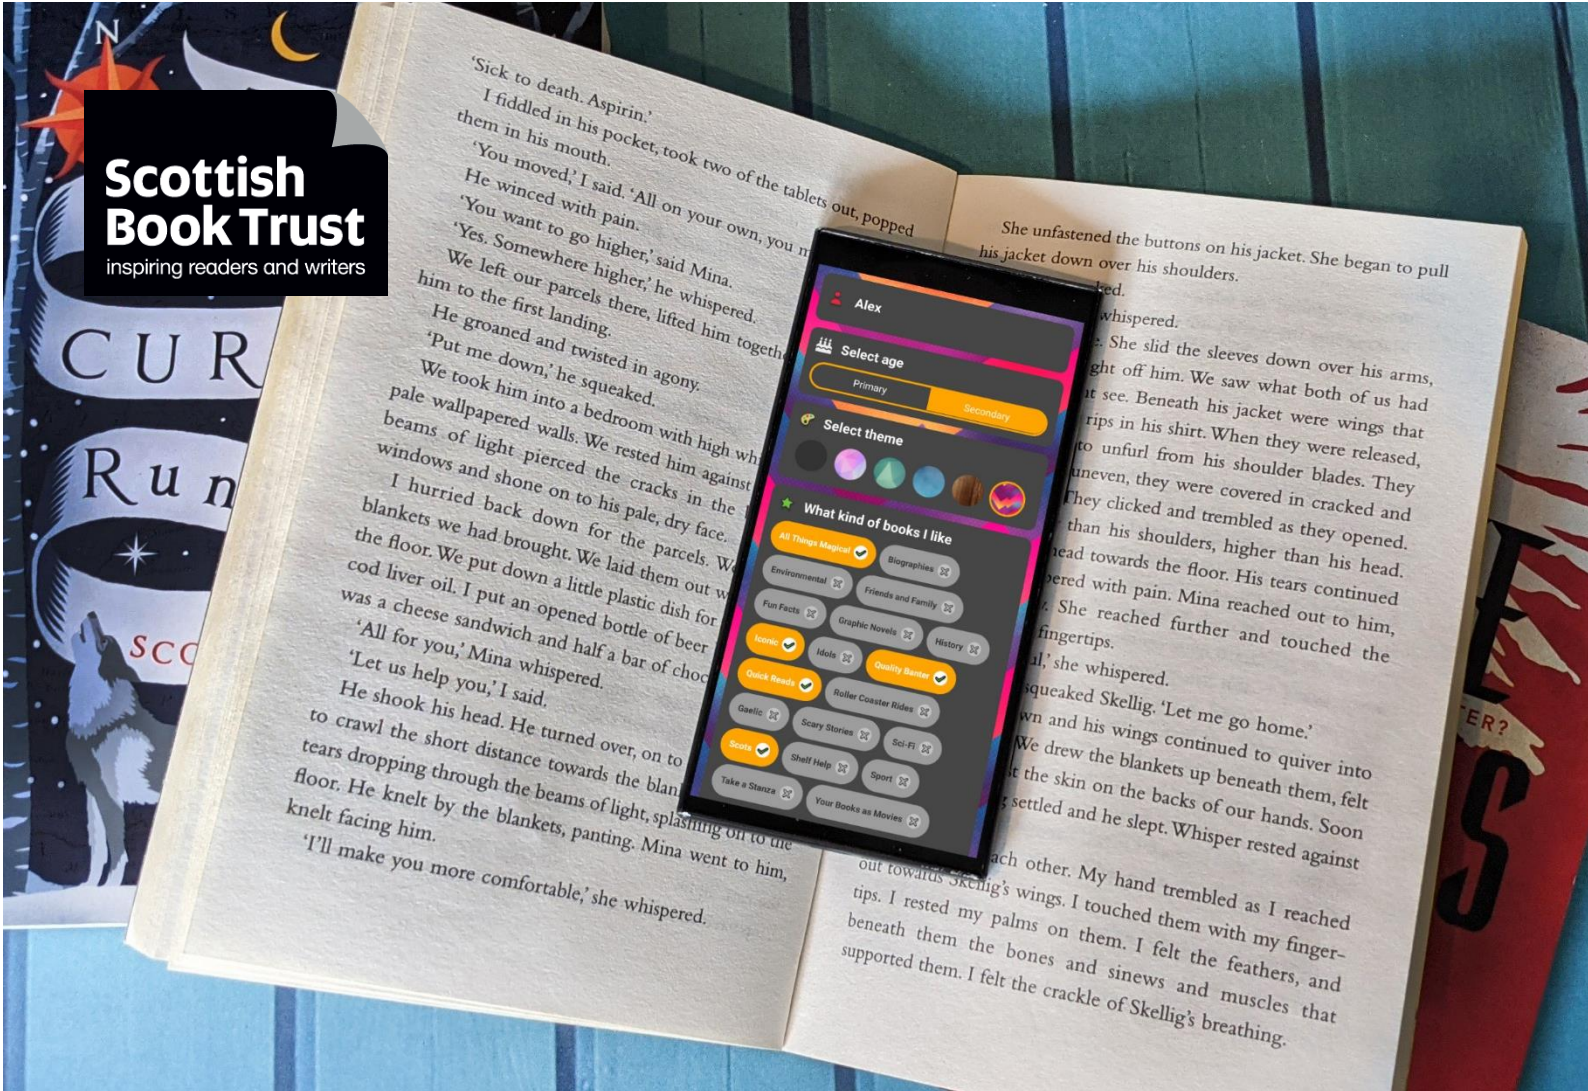 N
Scottish
Book Trust
inspiring readers and writers
CUR
Run
SCO
'Sick to death. Aspirin.'
I fiddled in his pocket, took two of the tablets out, popped
them in his mouth.
'You moved,' I said. 'All on your own, you m
He winced with pain.
'You want to go higher,' said Mina.
'Yes. Somewhere higher,' he whispered.
We left our parcels there, lifted him togeth
him to the first landing.
He groaned and twisted in agony.
'Put me down,' he squeaked.
We took him into a bedroom with high wh
pale wallpapered walls. We rested him against
beams of light pierced the cracks in the
windows and shone on to his pale, dry face.
I hurried back down for the parcels. W
blankets we had brought. We laid them out w
the floor. We put down a little plastic dish for
cod liver oil. I put an opened bottle of beer
was a cheese sandwich and half a bar of choc
'All for you,' Mina whispered.
'Let us help you,' I said.
He shook his head. He turned over, on to
to crawl the short distance towards the blan
tears dropping through the beams of light, splashing on to the
floor. He knelt by the blankets, panting. Mina went to him,
knelt facing him.
'I'll make you more comfortable,' she whispered.
Alex
Select age
Primary Secondary
Select theme
What kind of books I like
All Things Magical Biographies
Environmental Friends and Family
Fun Facts Graphic Novels History
Iconic Idols Quality Banter
Quick Reads Roller Coaster Rides
Gaelic Scary Stories Sci-Fi
Scots Shelf Help Sport
Take a Stanza Your Books as Movies
She unfastened the buttons on his jacket. She began to pull
his jacket down over his shoulders.
ked.
whispered.
She slid the sleeves down over his arms,
ght off him. We saw what both of us had
t see. Beneath his jacket were wings that
rips in his shirt. When they were released,
to unfurl from his shoulder blades. They
uneven, they were covered in cracked and
They clicked and trembled as they opened.
than his shoulders, higher than his head.
head towards the floor. His tears continued
ered with pain. Mina reached out to him,
She reached further and touched the
fingertips.
ul,' she whispered.
squeaked Skellig. 'Let me go home.'
wn and his wings continued to quiver into
We drew the blankets up beneath them, felt
t the skin on the backs of our hands. Soon
settled and he slept. Whisper rested against
ach other. My hand trembled as I reached
out towards Skellig's wings. I touched them with my finger-
tips. I rested my palms on them. I felt the feathers, and
beneath them the bones and sinews and muscles that
supported them. I felt the crackle of Skellig's breathing.
E
TER?
S